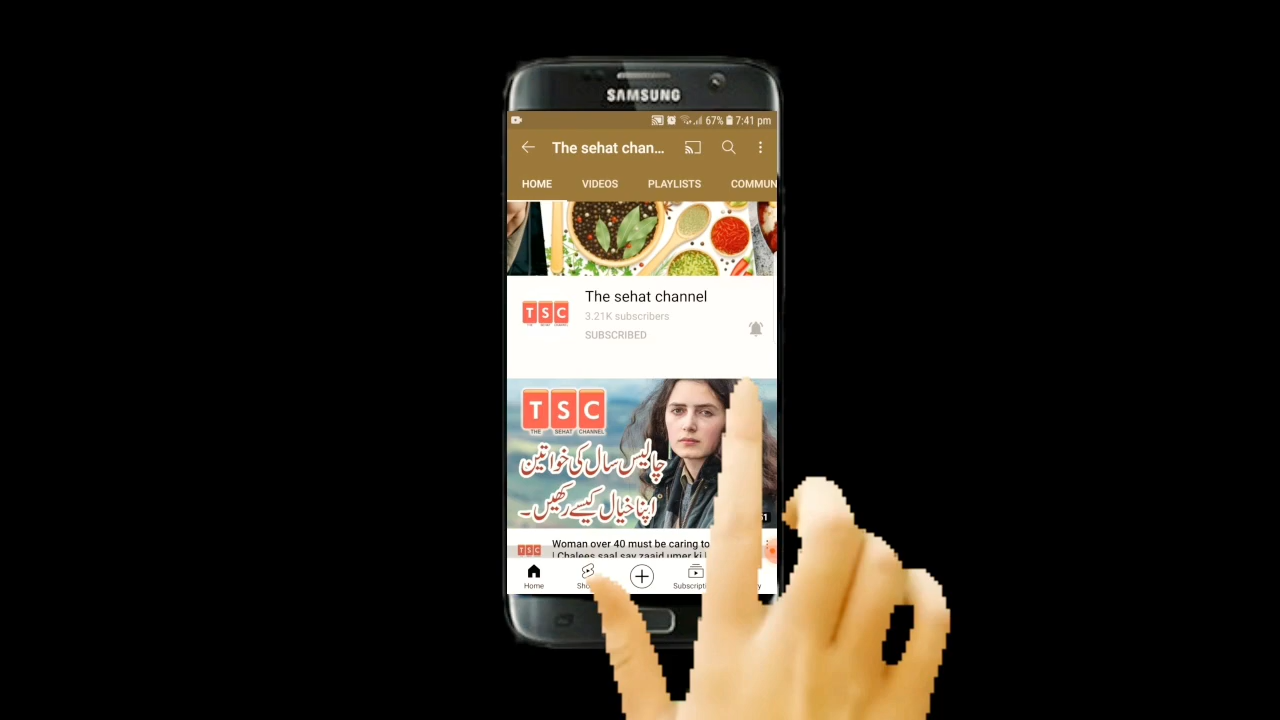 SAMSUNG
67% 7:41 pm
The sehat chan...
HOME VIDEOS PLAYLISTS COMMUN
TSC
The sehat channel
3.21K subscribers
SUBSCRIBED
TSC
THE SEHAT CHANNEL
چالیس سال کی خواتین
اپنا خیال کیسے رکھیں۔
TSC
Woman over 40 must be caring to
| Chalees saal say zaaid umer ki |
Home